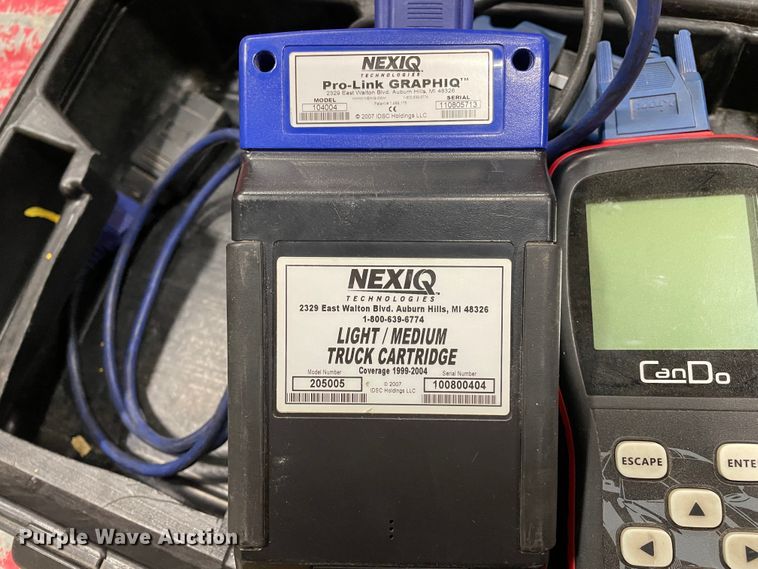 NEXIQ
TECHNOLOGIES
Pro-Link GRAPHIQ™
2329 East Walton Blvd. Auburn Hills, MI 48326
MODEL
SERIAL
104004
110805713
© 2007 IDSC Holdings LLC
NEXIQ
TECHNOLOGIES
2329 East Walton Blvd. Auburn Hills, MI 48326
1-800-639-6774
LIGHT / MEDIUM
TRUCK CARTRIDGE
Coverage 1999-2004
Model Number
Serial Number
205005
© 2007
IDSC Holdings LLC
100800404
CanDo
ESCAPE
ENTE
Purple Wave Auction